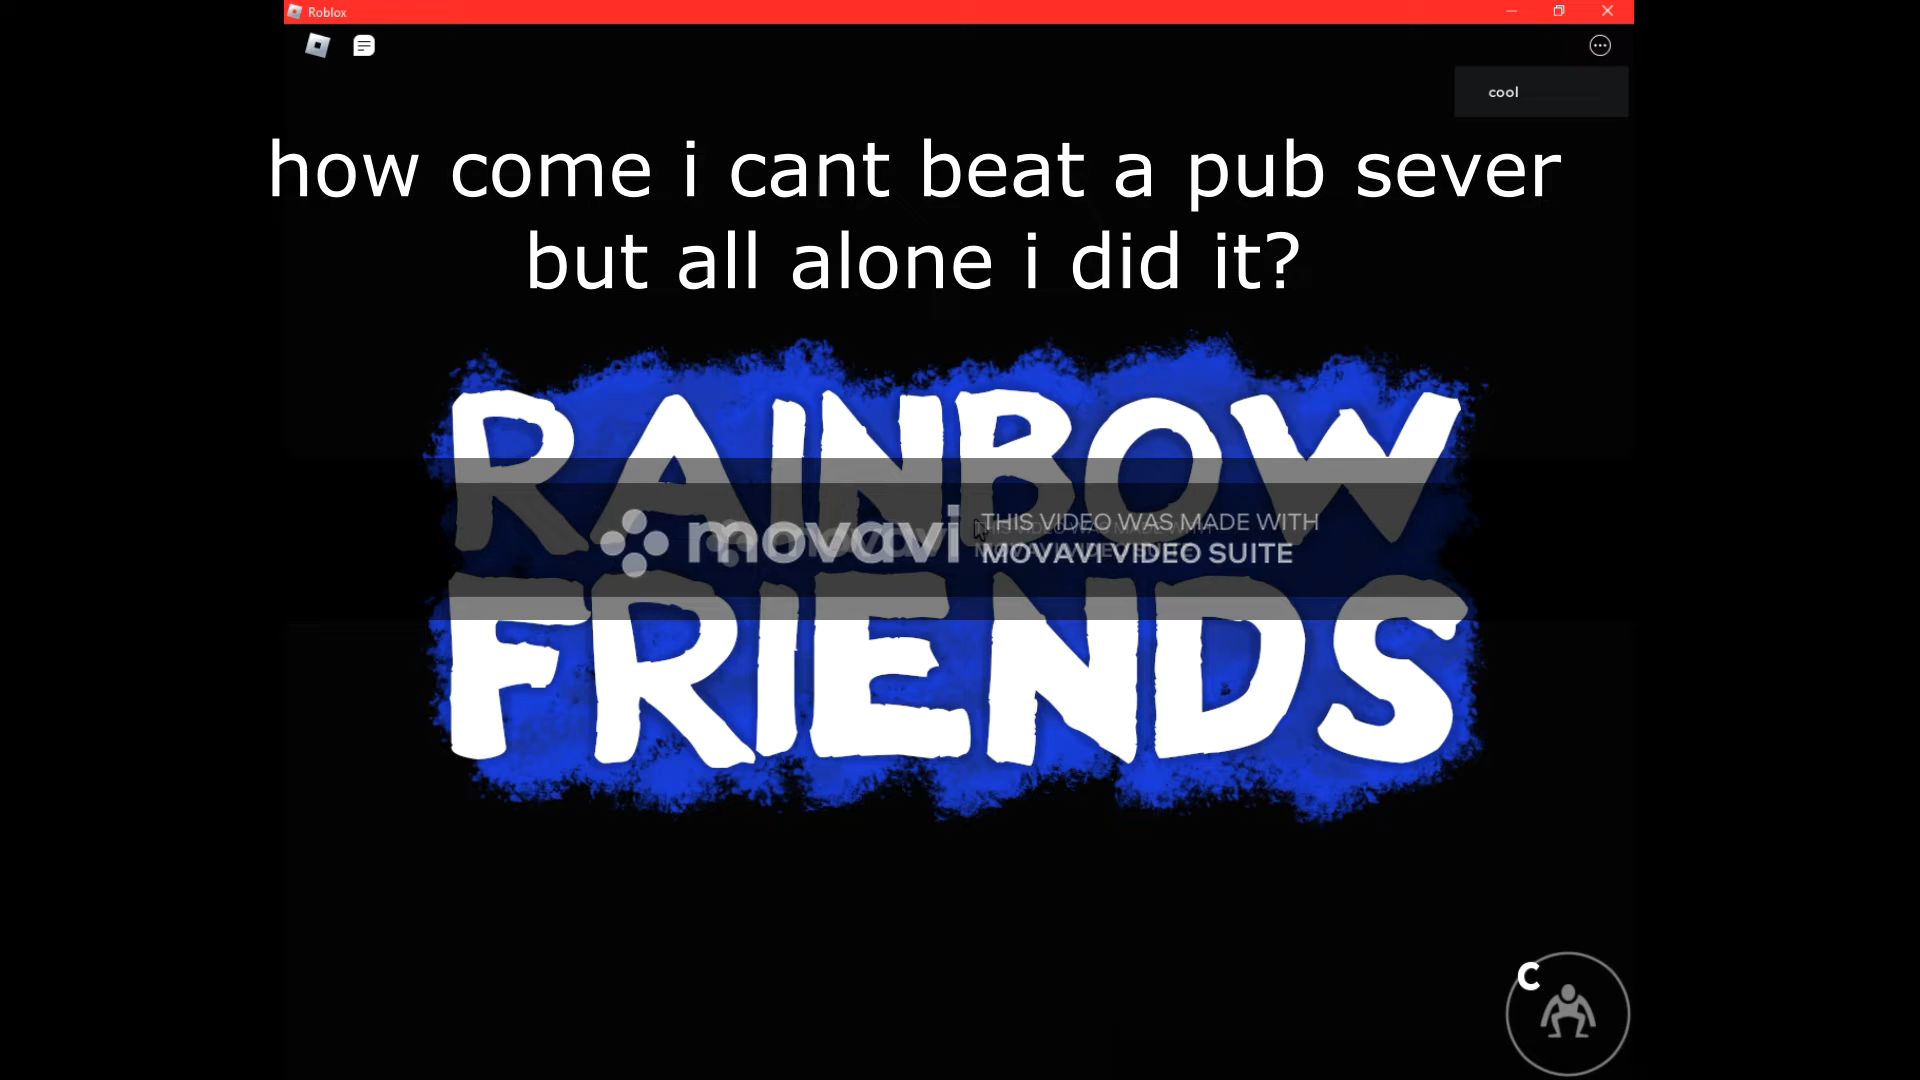 Roblox
cool
how come i cant beat a pub sever
but all alone i did it?
RAINBOW
movavi THIS VIDEO WAS MADE WITH
MOVAVI VIDEO SUITE
FRIENDS
C